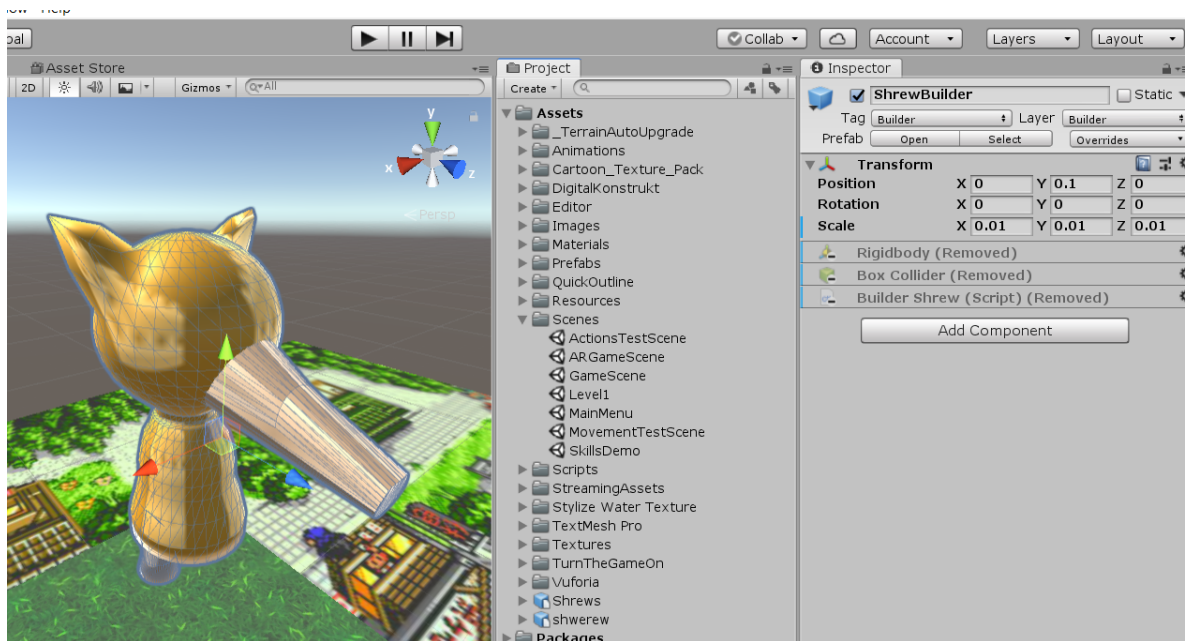 Collab Account Layers Layout
Asset Store
2D Gizmos All
y
x
z
Persp
Project
Create
Assets
_TerrainAutoUpgrade
Animations
Cartoon_Texture_Pack
DigitalKonstrukt
Editor
Images
Materials
Prefabs
QuickOutline
Resources
Scenes
ActionsTestScene
ARGameScene
GameScene
Level1
MainMenu
MovementTestScene
SkillsDemo
Scripts
StreamingAssets
Stylize Water Texture
TextMesh Pro
Textures
TurnTheGameOn
Vuforia
Shrews
shwerew
Packages
Inspector
ShrewBuilder Static
Tag Builder Layer Builder
Prefab Open Select Overrides
Transform
Position X 0 Y 0.1 Z 0
Rotation X 0 Y 0 Z 0
Scale X 0.01 Y 0.01 Z 0.01
Rigidbody (Removed)
Box Collider (Removed)
Builder Shrew (Script) (Removed)
Add Component